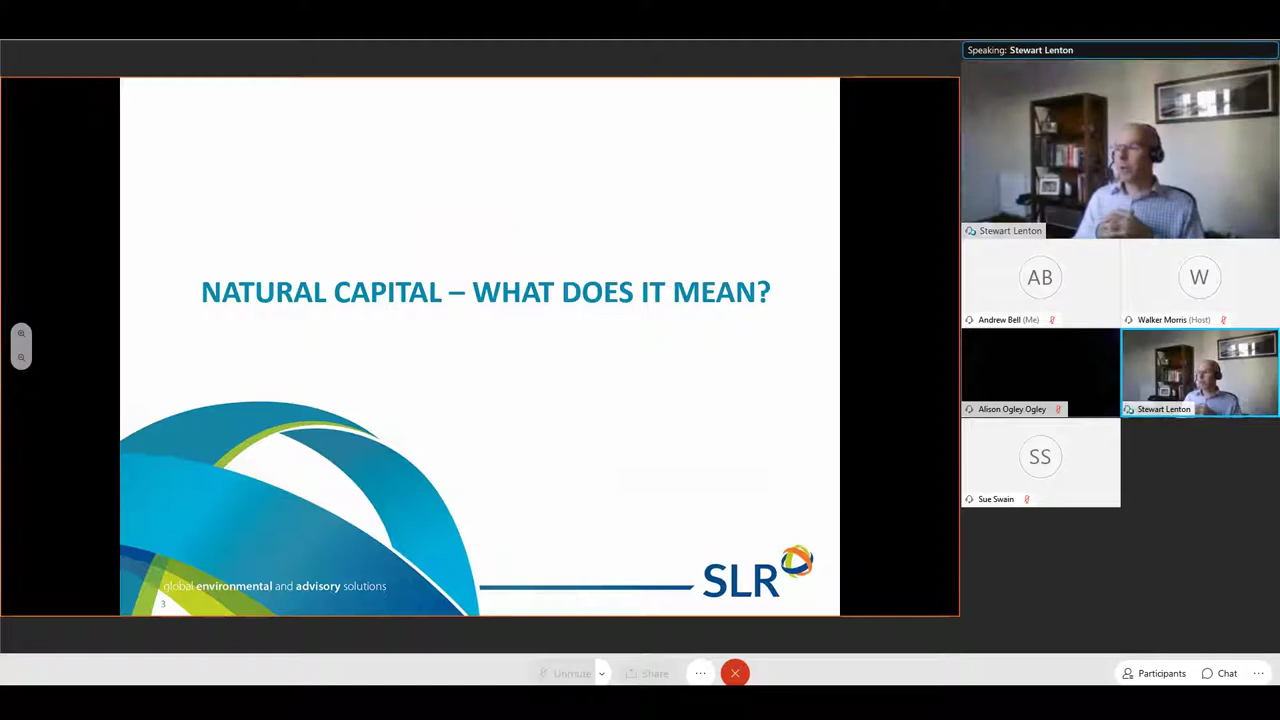 Speaking: Stewart Lenton
NATURAL CAPITAL – WHAT DOES IT MEAN?
global environmental and advisory solutions
3
SLR
Stewart Lenton
AB
W
Andrew Bell (Me)
Walker Morris (Host)
Alison Ogley Ogley
Stewart Lenton
SS
Sue Swain
Unmute
Share
Participants
Chat